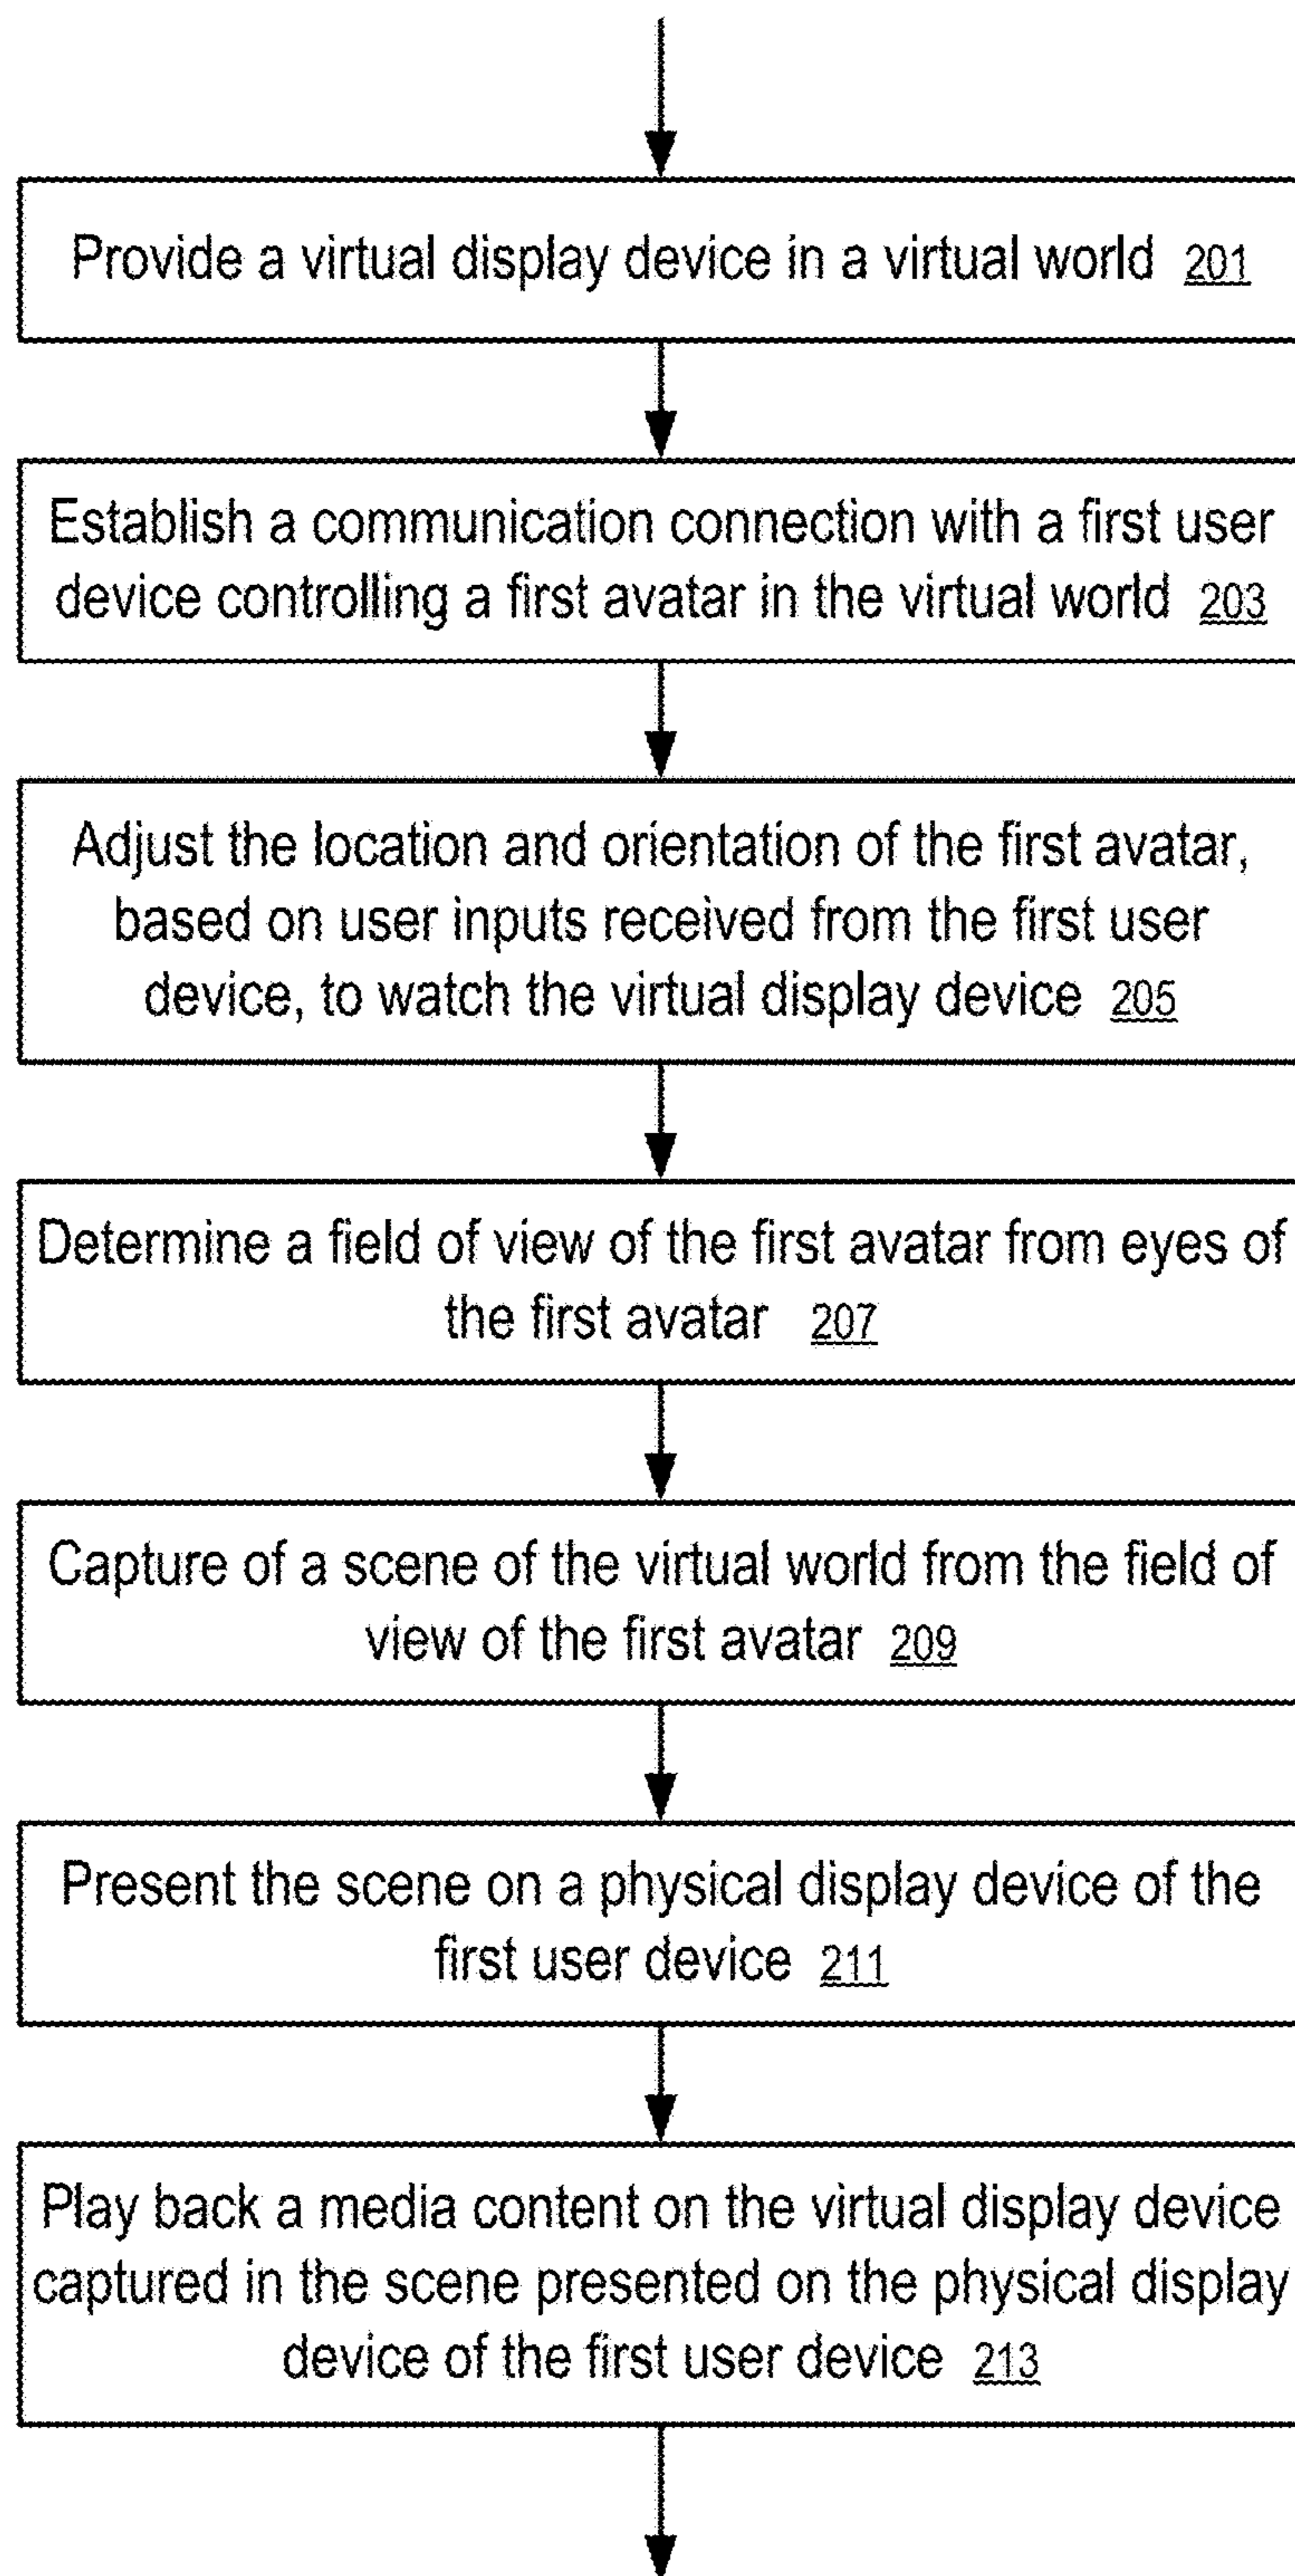 Provide a virtual display device in a virtual world 201
Establish a communication connection with a first user
device controlling a first avatar in the virtual world 203
Adjust the location and orientation of the first avatar,
based on user inputs received from the first user
device, to watch the virtual display device 205
Determine a field of view of the first avatar from eyes of
the first avatar 207
Capture of a scene of the virtual world from the field of
view of the first avatar 209
Present the scene on a physical display device of the
first user device 211
Play back a media content on the virtual display device
captured in the scene presented on the physical display
device of the first user device 213